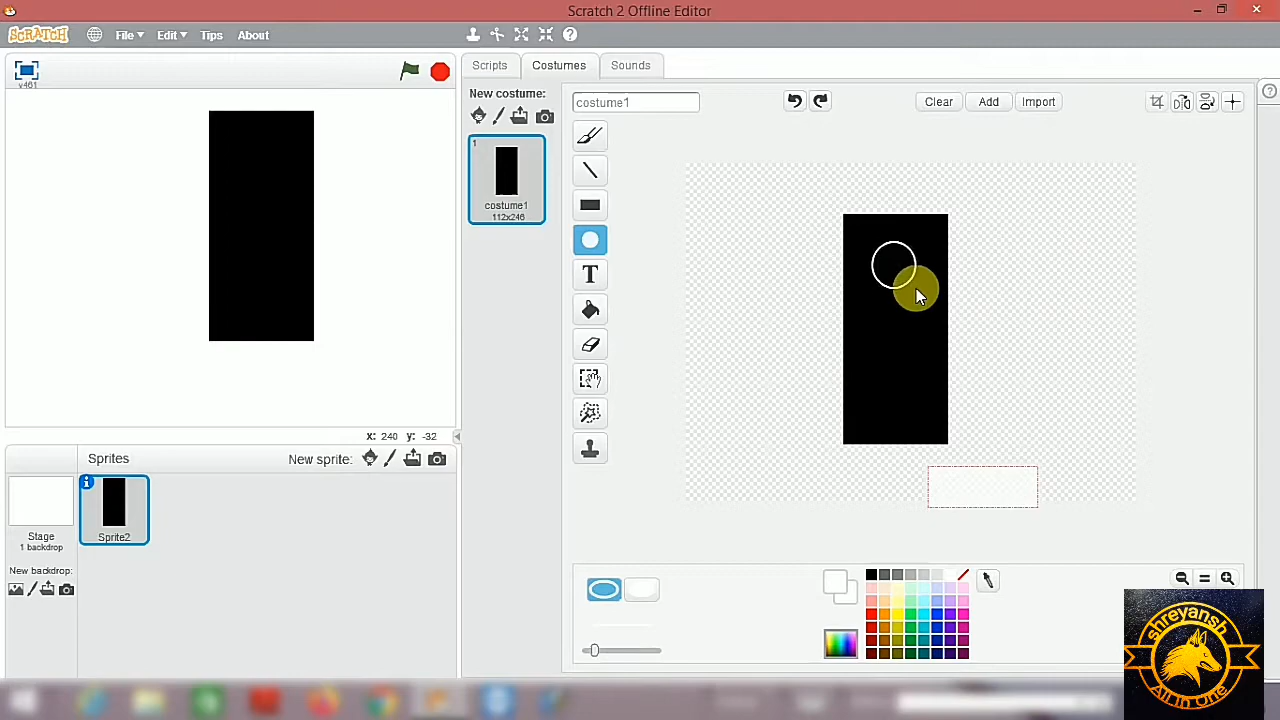 Scratch 2 Offline Editor
SCRATCH
File
Edit
Tips
About
v461
Scripts
Costumes
Sounds
New costume:
costume1
Clear
Add
Import
1
costume1
112x246
T
x: 240 y: -32
Sprites
New sprite:
Stage
1 backdrop
Sprite2
New backdrop:
shreyansh
All in One